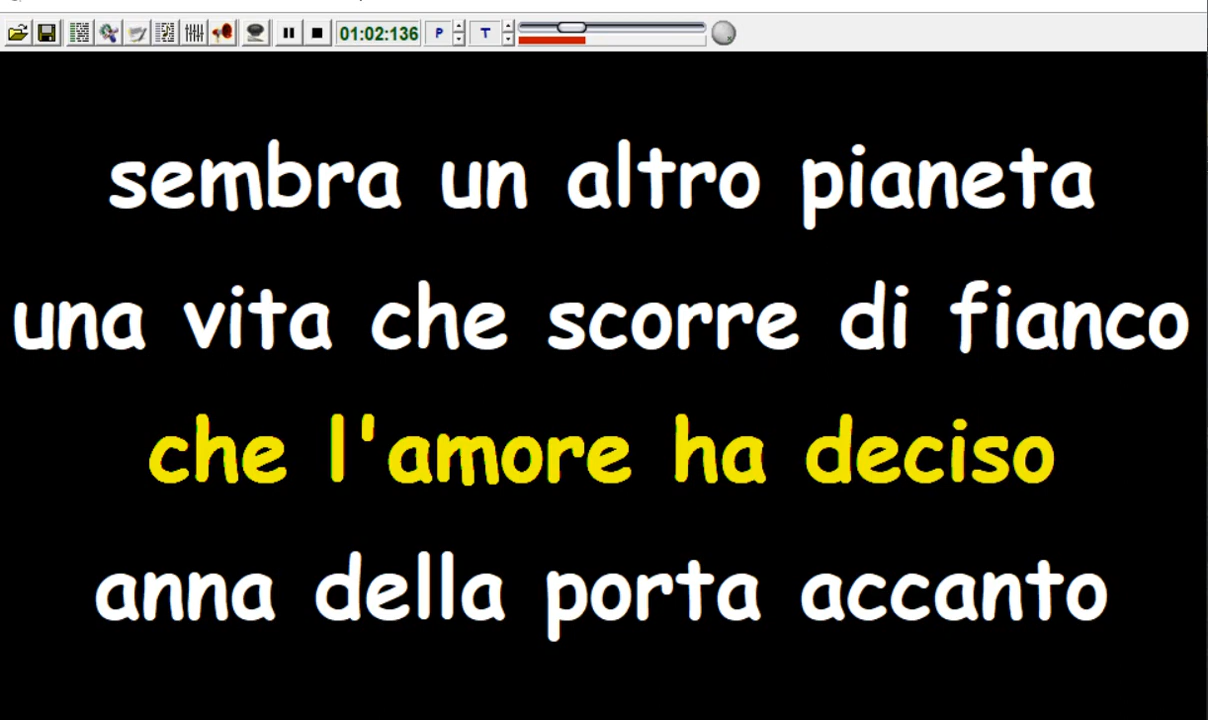 01:02:136 P T
sembra un altro pianeta
una vita che scorre di fianco
che l'amore ha deciso
anna della porta accanto